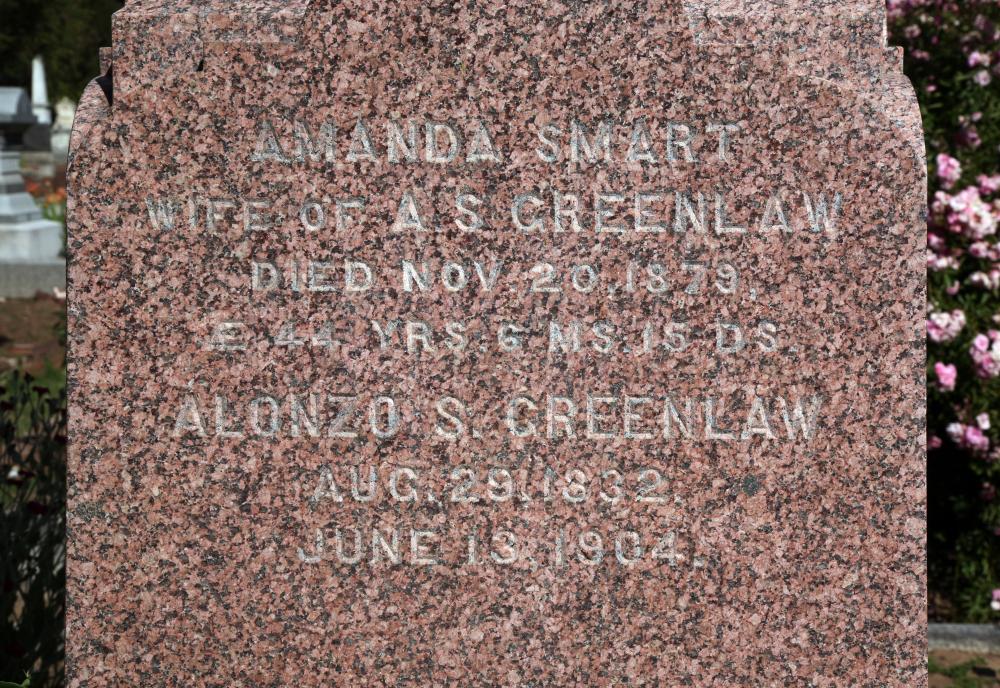 AMANDA SMART
WIFE OF A.S. GREENLAW
DIED NOV. 20, 1879,
Æ 44 YRS. 6 MS. 15 DS.
ALONZO S. GREENLAW
AUG. 29, 1832.
JUNE 13, 1904.